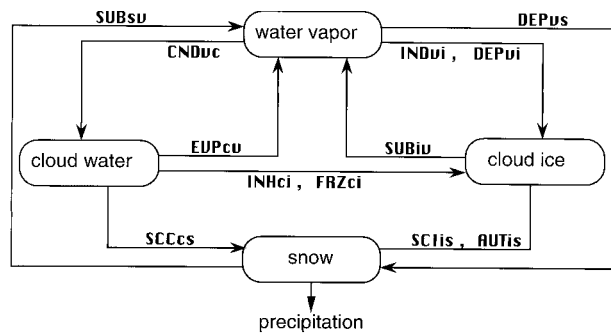 SUBsv
DEPvs
water vapor
CNDvc
INDvi , DEPvi
cloud water
EVPcv
SUBiv
cloud ice
INHci , FRZci
SCCcs
SCIis , AUTis
snow
precipitation